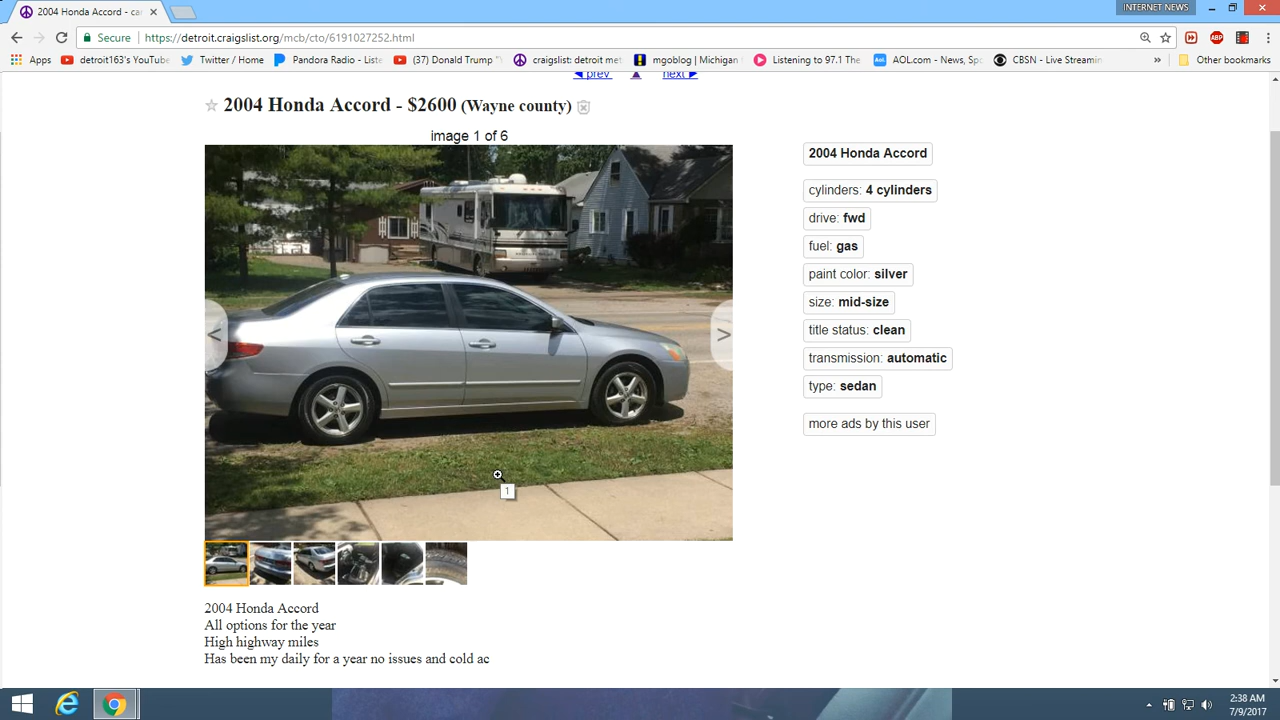 2004 Honda Accord - ca
INTERNET NEWS
Secure
https://detroit.craigslist.org/mcb/cto/6191027252.html
ABP
Apps
detroit163's YouTube
Twitter / Home
Pandora Radio - Liste
(37) Donald Trump "
craigslist: detroit met
mgoblog | Michigan
Listening to 97.1 The
AOL.com - News, Sp
CBSN - Live Streamin
»
Other bookmarks
◀ prev ▲ next ▶
2004 Honda Accord - $2600 (Wayne county)
image 1 of 6
< >
1
2004 Honda Accord
cylinders: 4 cylinders
drive: fwd
fuel: gas
paint color: silver
size: mid-size
title status: clean
transmission: automatic
type: sedan
more ads by this user
2004 Honda Accord
All options for the year
High highway miles
Has been my daily for a year no issues and cold ac
2:38 AM
7/9/2017